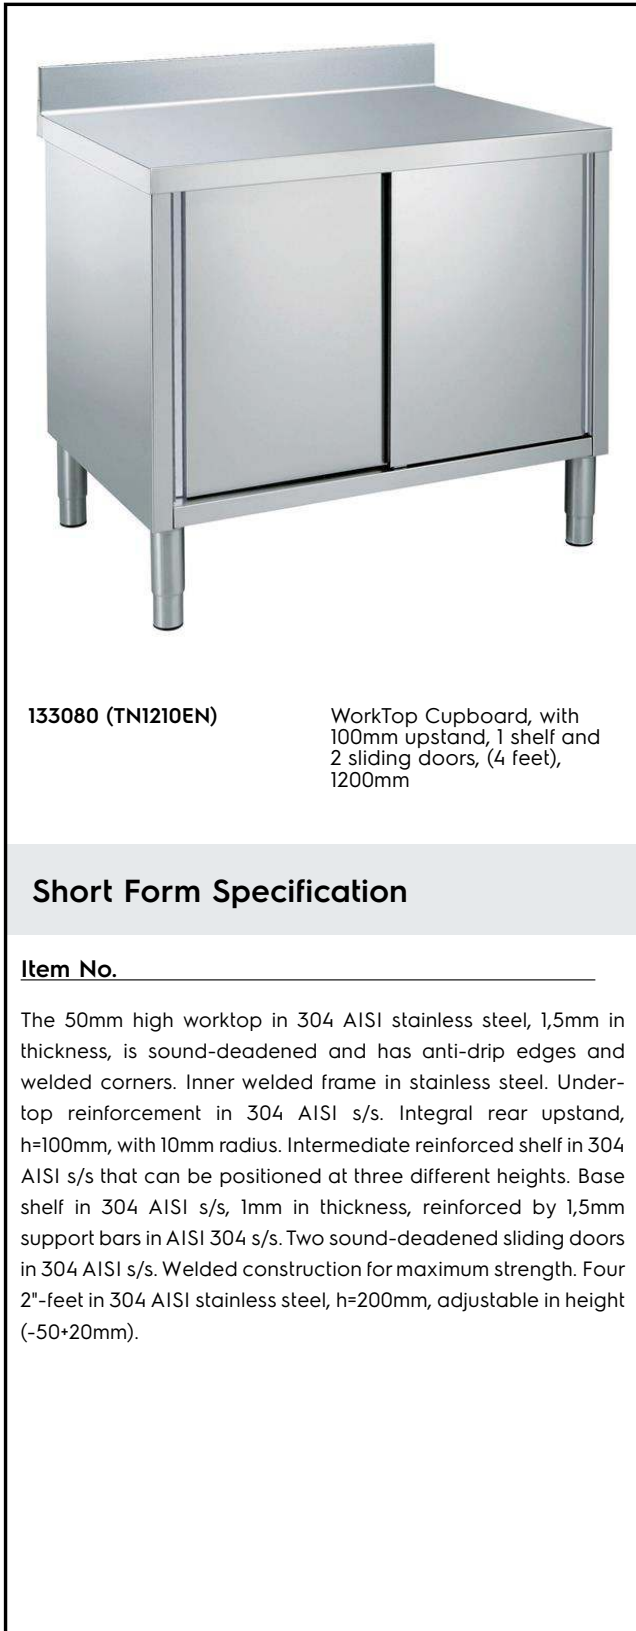 133080 (TN1210EN)
WorkTop Cupboard, with
100mm upstand, 1 shelf and
2 sliding doors, (4 feet),
1200mm
Short Form Specification
Item No.
The 50mm high worktop in 304 AISI stainless steel, 1,5mm in
thickness, is sound-deadened and has anti-drip edges and
welded corners. Inner welded frame in stainless steel. Under-
top reinforcement in 304 AISI s/s. Integral rear upstand,
h=100mm, with 10mm radius. Intermediate reinforced shelf in 304
AISI s/s that can be positioned at three different heights. Base
shelf in 304 AISI s/s, 1mm in thickness, reinforced by 1,5mm
support bars in AISI 304 s/s. Two sound-deadened sliding doors
in 304 AISI s/s. Welded construction for maximum strength. Four
2"-feet in 304 AISI stainless steel, h=200mm, adjustable in height
(-50+20mm).